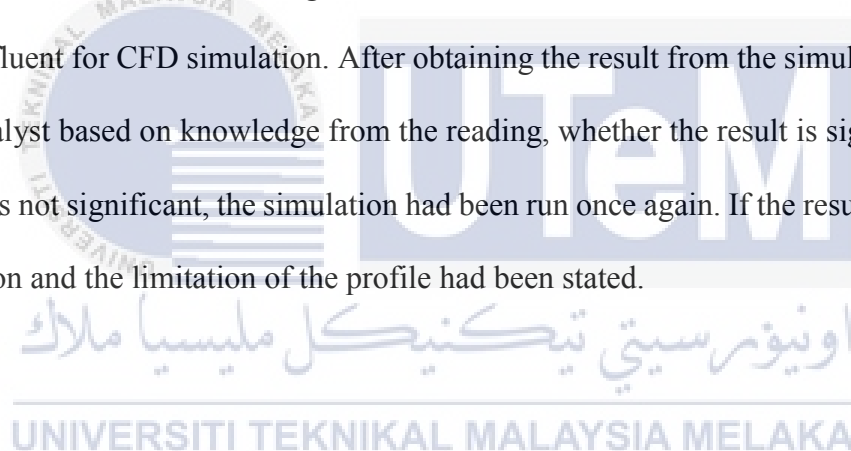 fluent for CFD simulation. After obtaining the result from the simul
alyst based on knowledge from the reading, whether the result is sig
s not significant, the simulation had been run once again. If the resu
on and the limitation of the profile had been stated.
UTeM
اونيۏرسيتي تيكنيكل مليسيا ملاك
UNIVERSITI TEKNIKAL MALAYSIA MELAKA